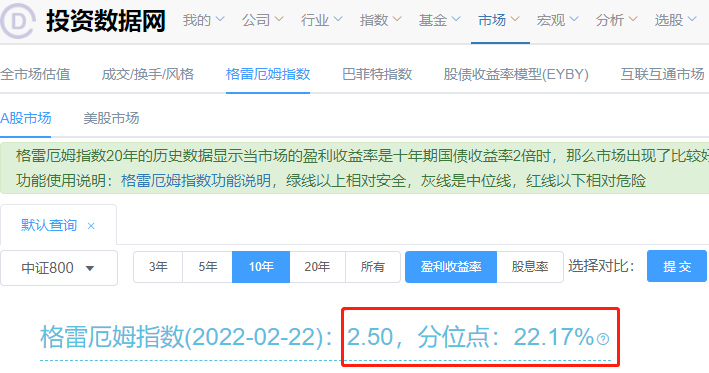 投资数据网 我的 公司 行业 指数 基金 市场 宏观 分析 选股
全市场估值 成交/换手/风格 格雷厄姆指数 巴菲特指数 股债收益率模型(EYBY) 互联互通市场
A股市场 美股市场
格雷厄姆指数20年的历史数据显示当市场的盈利收益率是十年期国债收益率2倍时，那么市场出现了比较好
功能使用说明：格雷厄姆指数功能说明，绿线以上相对安全，灰线是中位线，红线以下相对危险
默认查询 ×
中证800 3年 5年 10年 20年 所有 盈利收益率 股息率 选择对比： 提交
格雷厄姆指数(2022-02-22)：2.50，分位点：22.17%